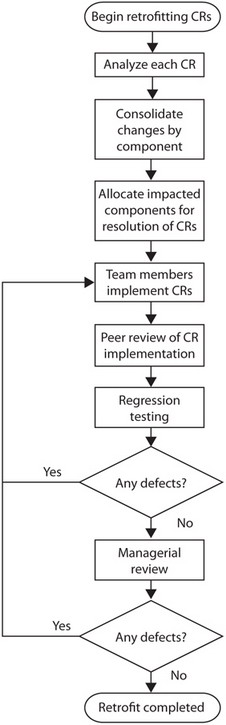 Begin retrofitting CRs
Analyze each CR
Consolidate
changes by
component
Allocate impacted
components for
resolution of CRs
Team members
implement CRs
Peer review of CR
implementation
Regression
testing
Yes
Any defects?
No
Managerial
review
Yes
Any defects?
No
Retrofit completed